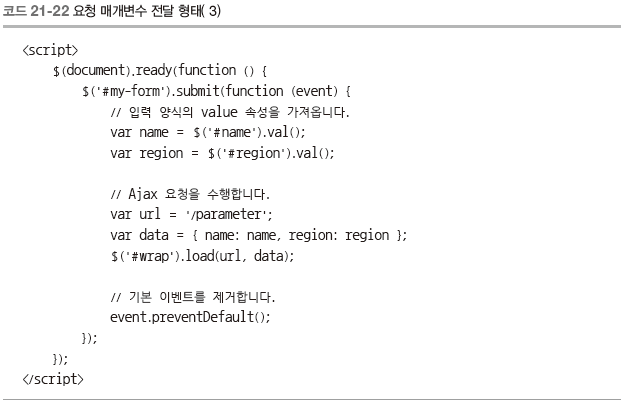 코드 21-22 요청 매개변수 전달 형태( 3)
<script>
    $(document).ready(function () {
        $('#my-form').submit(function (event) {
            // 입력 양식의 value 속성을 가져옵니다.
            var name = $('#name').val();
            var region = $('#region').val();

            // Ajax 요청을 수행합니다.
            var url = '/parameter';
            var data = { name: name, region: region };
            $('#wrap').load(url, data);

            // 기본 이벤트를 제거합니다.
            event.preventDefault();
        });
    });
</script>